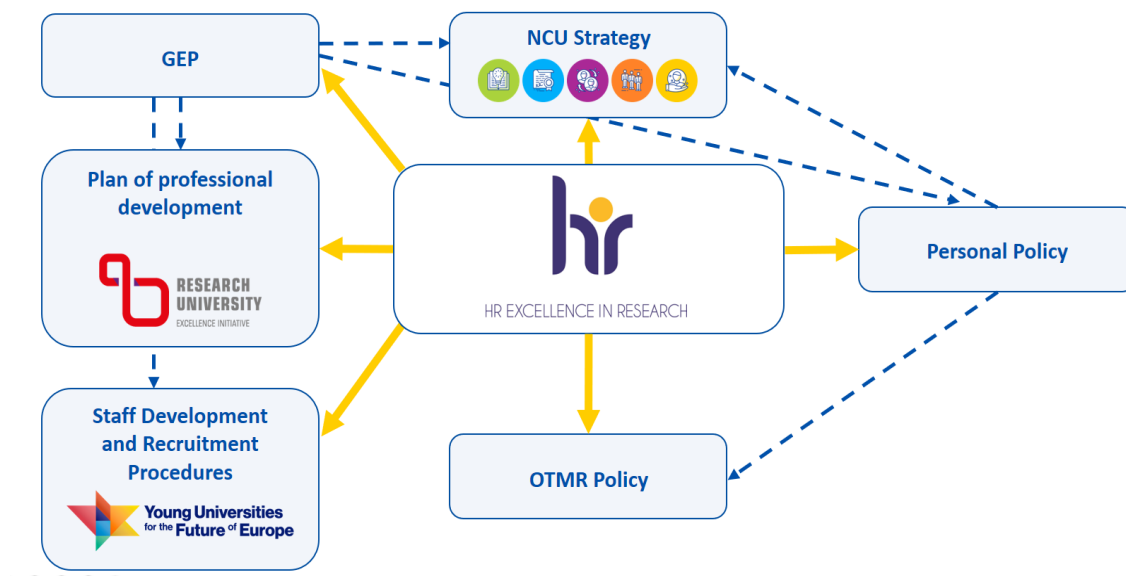 GEP
NCU Strategy
Plan of professional
development
RESEARCH
UNIVERSITY
EXCELLENCE INITIATIVE
hr
HR EXCELLENCE IN RESEARCH
Personal Policy
Staff Development
and Recruitment
Procedures
Young Universities
for the Future of Europe
OTMR Policy